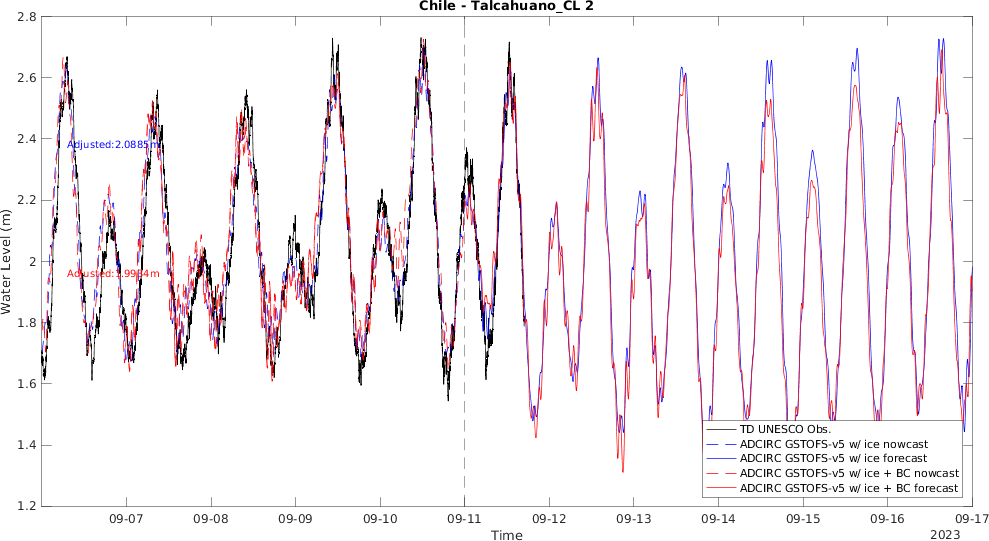 Chile - Talcahuano_CL 2
2.8
2.6
2.4
2.2
2
1.8
1.6
1.4
1.2
Water Level (m)
Adjusted:2.0885m
TD UNESCO Obs.
ADCIRC GSTOFS-v5 w/ ice nowcast
ADCIRC GSTOFS-v5 w/ ice forecast
ADCIRC GSTOFS-v5 w/ ice + BC nowcast
ADCIRC GSTOFS-v5 w/ ice + BC forecast
09-07
09-08
09-09
09-10
09-11
09-12
09-13
09-14
09-15
09-16
09-17
Time
2023